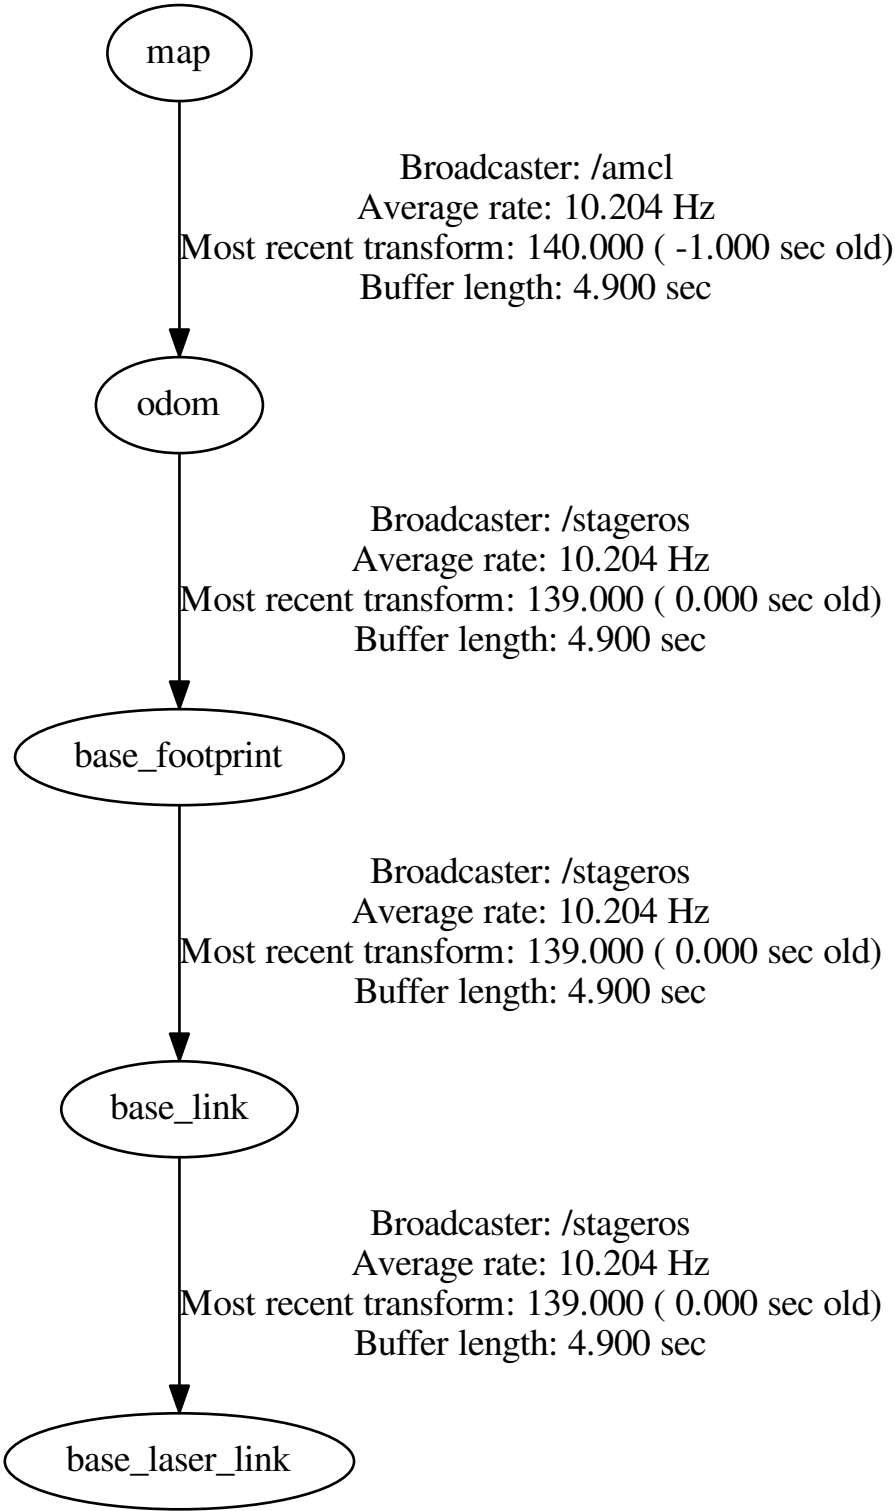 map
Broadcaster: /amcl
Average rate: 10.204 Hz
Most recent transform: 140.000 ( -1.000 sec old)
Buffer length: 4.900 sec
odom
Broadcaster: /stageros
Average rate: 10.204 Hz
Most recent transform: 139.000 ( 0.000 sec old)
Buffer length: 4.900 sec
base_footprint
Broadcaster: /stageros
Average rate: 10.204 Hz
Most recent transform: 139.000 ( 0.000 sec old)
Buffer length: 4.900 sec
base_link
Broadcaster: /stageros
Average rate: 10.204 Hz
Most recent transform: 139.000 ( 0.000 sec old)
Buffer length: 4.900 sec
base_laser_link